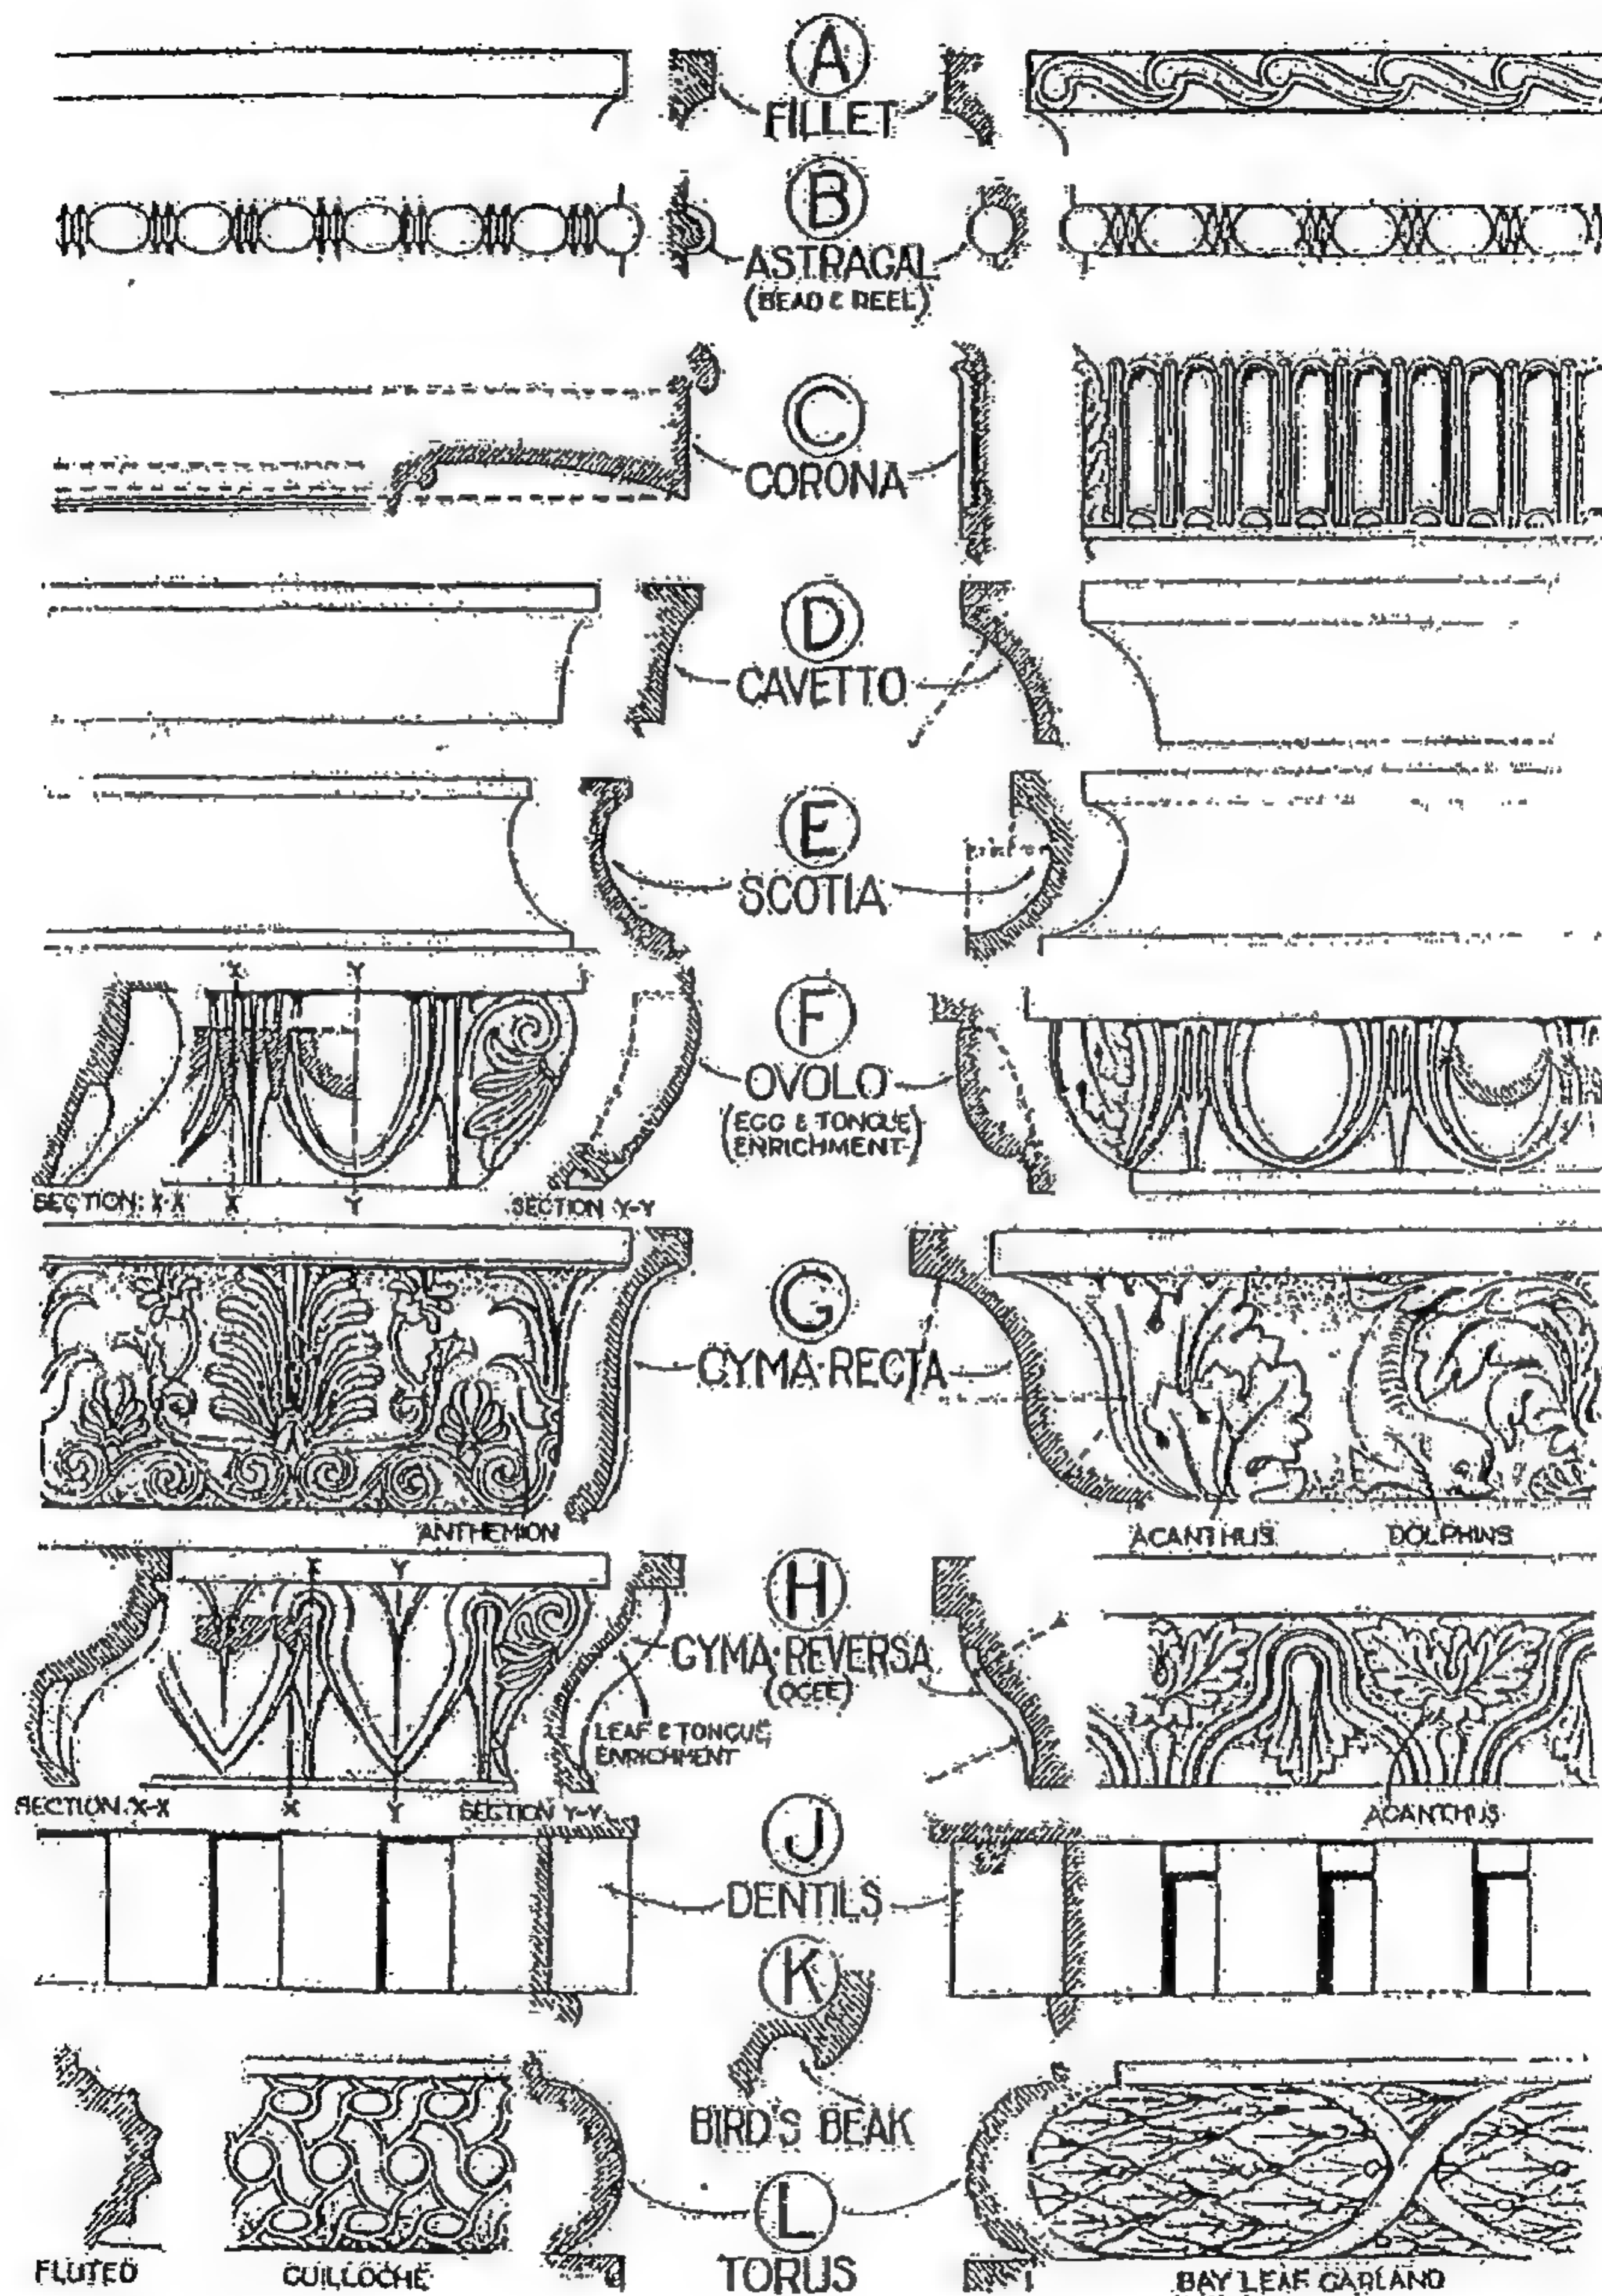 A
FILLET
B
ASTRAGAL
(BEAD & REEL)
C
CORONA
D
CAVETTO
E
SCOTIA
X Y
F
OVOLO
(EGG & TONGUE
ENRICHMENT)
SECTION: X-X X Y SECTION Y-Y
G
CYMA·RECTA
ANTHEMION ACANTHUS DOLPHINS
X Y
H
CYMA·REVERSA
(OGEE)
LEAF & TONGUE
ENRICHMENT
SECTION: X-X X Y SECTION Y-Y ACANTHUS
J
DENTILS
K
BIRD'S BEAK
L
TORUS
FLUTED GUILLOCHE BAY LEAF GARLAND